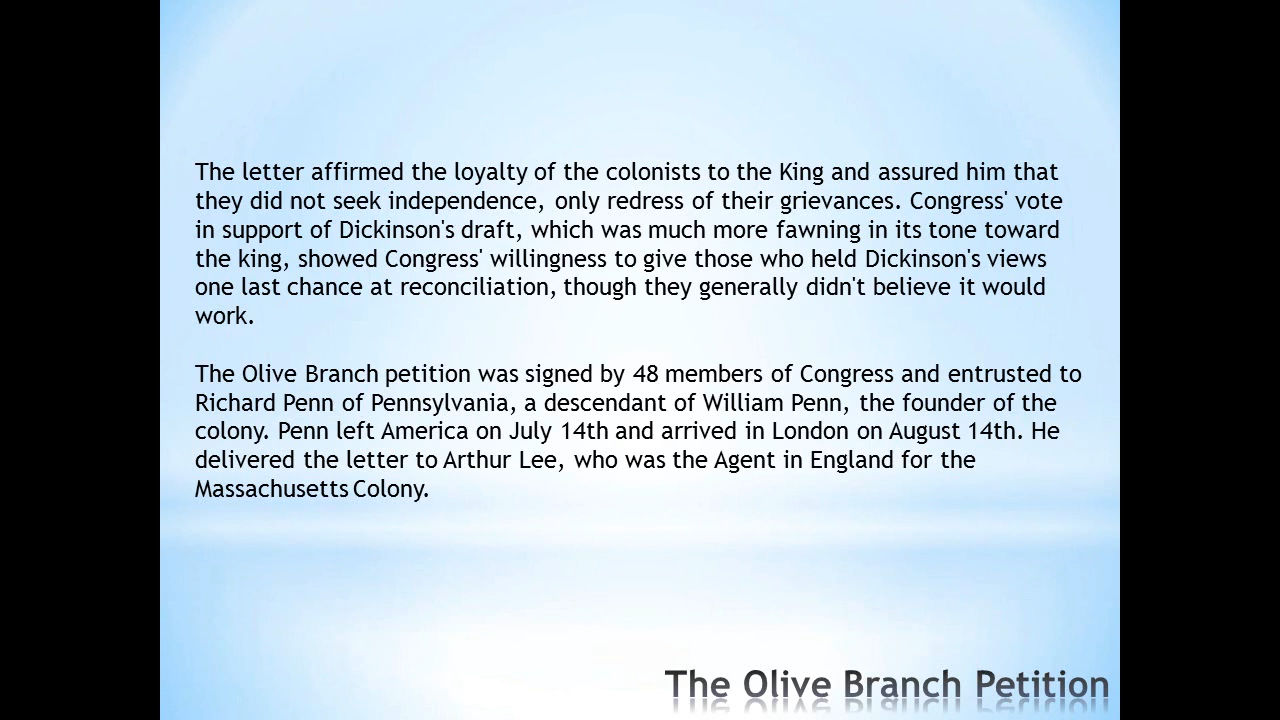 The letter affirmed the loyalty of the colonists to the King and assured him that
they did not seek independence, only redress of their grievances. Congress' vote
in support of Dickinson's draft, which was much more fawning in its tone toward
the king, showed Congress' willingness to give those who held Dickinson's views
one last chance at reconciliation, though they generally didn't believe it would
work.
The Olive Branch petition was signed by 48 members of Congress and entrusted to
Richard Penn of Pennsylvania, a descendant of William Penn, the founder of the
colony. Penn left America on July 14th and arrived in London on August 14th. He
delivered the letter to Arthur Lee, who was the Agent in England for the
Massachusetts Colony.
The Olive Branch Petition